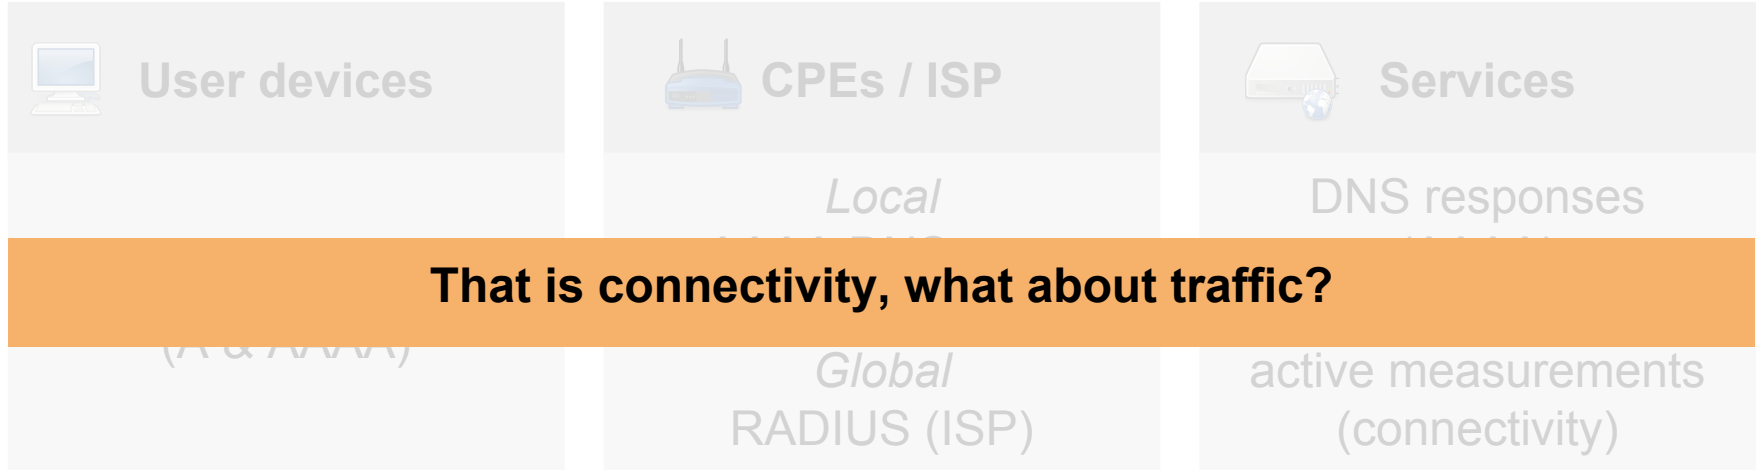 User devices
CPEs / ISP
Services
Local
DNS responses
That is connectivity, what about traffic?
(A & AAAA)
Global
active measurements
RADIUS (ISP)
(connectivity)